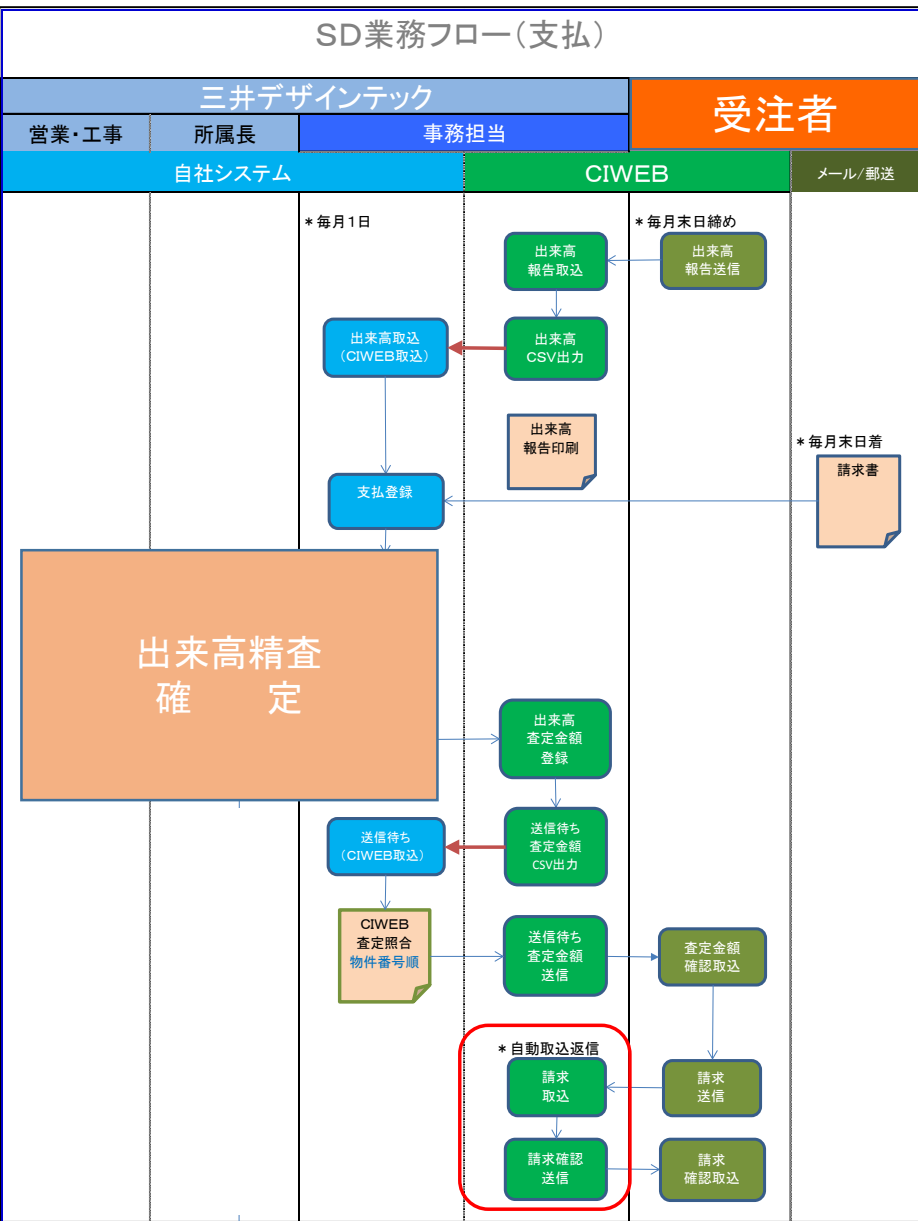 SD業務フロー(支払)
三井デザインテック
受注者
営業・工事
所属長
事務担当
自社システム
CIWEB
メール/郵送
*毎月1日
*毎月末日締め
出来高
報告取込
出来高
報告送信
出来高取込
(CIWEB取込)
出来高
CSV出力
出来高
報告印刷
*毎月末日着
請求書
支払登録
出来高精査
確 定
出来高
査定金額
登録
送信待ち
(CIWEB取込)
送信待ち
査定金額
CSV出力
CIWEB
査定照合
物件番号順
送信待ち
査定金額
送信
査定金額
確認取込
*自動取込返信
請求
取込
請求
送信
請求確認
送信
請求
確認取込